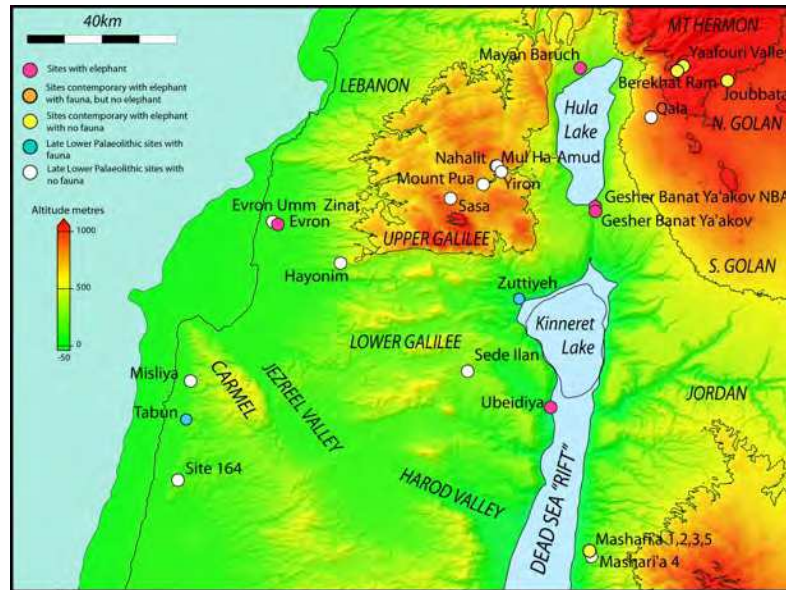 40km
Sites with elephant
Sites contemporary with elephant
with fauna, but no elephant
Sites contemporary with elephant
with no fauna
Late Lower Palaeolithic sites with
fauna
Late Lower Palaeolithic sites with
no fauna
Altitude metres
1000
500
0
-50
MT HERMON
Mayan Baruch
Yaafouri Valley
LEBANON
Berekhat Ram
Joubbata
Hula
Lake
Qala
N. GOLAN
Nahalit
Mul Ha-Amud
Mount Pua
Yiron
Sasa
Gesher Banat Ya'akov NBA
Evron Umm Zinat
Evron
Gesher Banat Ya'akov
UPPER GALILEE
Hayonim
S. GOLAN
Zuttiyeh
Kinneret
Lake
LOWER GALILEE
Sede Ilan
Misliya
CARMEL
JEZREEL VALLEY
JORDAN
Tabun
Ubeidiya
Site 164
HAROD VALLEY
DEAD SEA "RIFT"
Mashari'a 1,2,3,5
Mashari'a 4